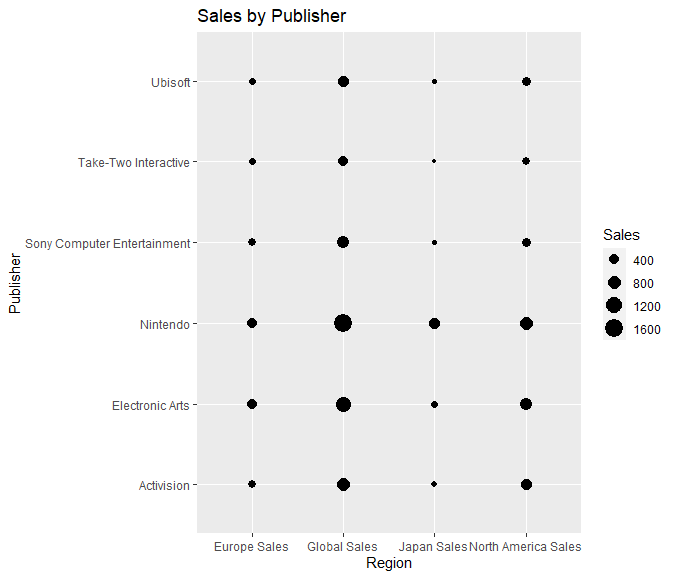 Sales by Publisher
Publisher
Ubisoft
Take-Two Interactive
Sony Computer Entertainment
Nintendo
Electronic Arts
Activision
Europe Sales Global Sales Japan Sales North America Sales
Region
Sales
400
800
1200
1600